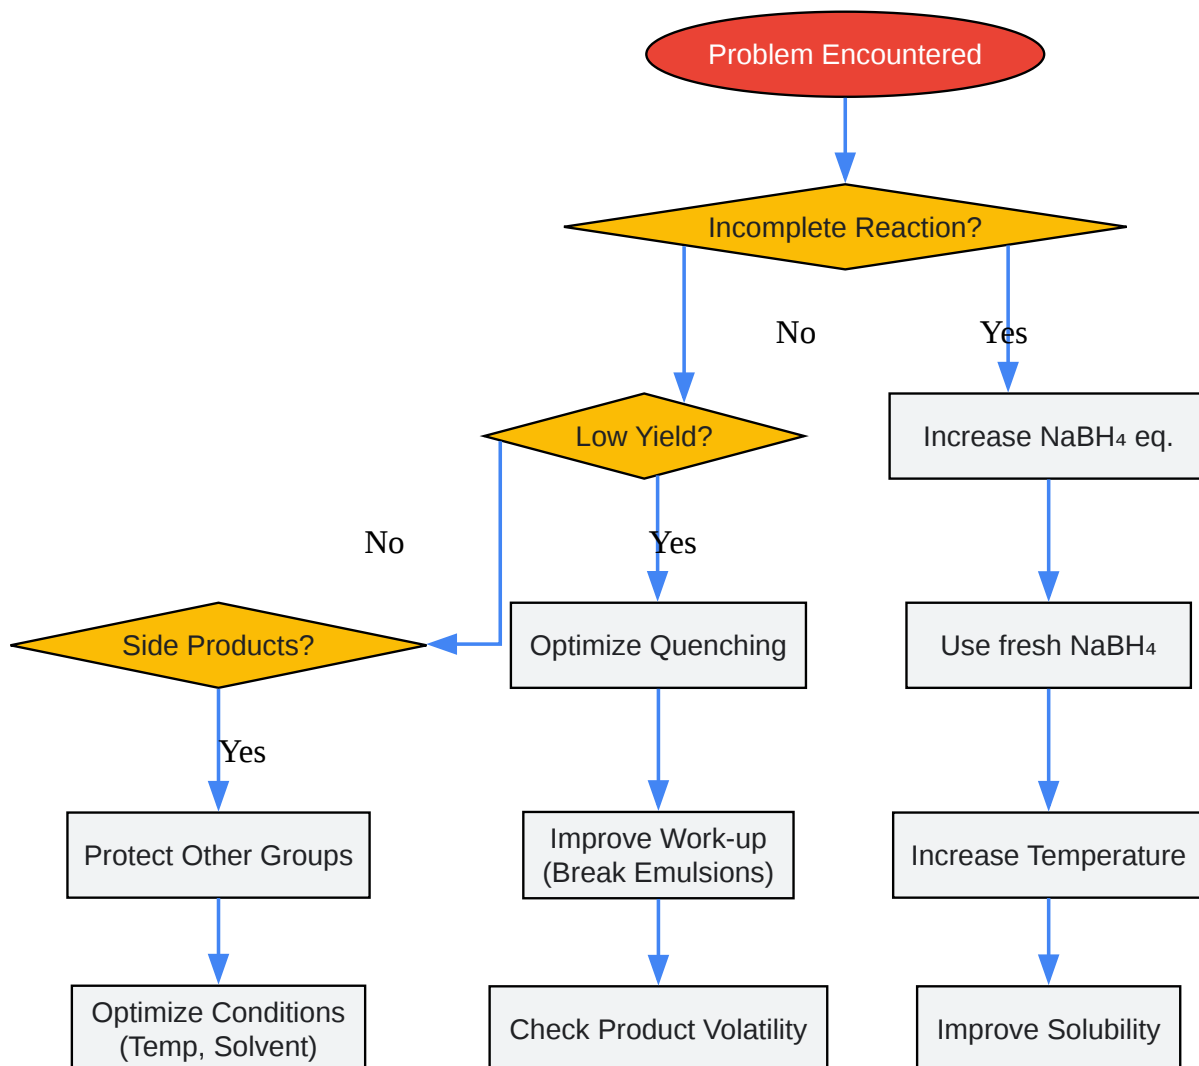 Problem Encountered
Incomplete Reaction?
No
Yes
Low Yield?
Increase NaBH₄ eq.
No
Yes
Side Products?
Optimize Quenching
Use fresh NaBH₄
Yes
Protect Other Groups
Improve Work-up
(Break Emulsions)
Increase Temperature
Optimize Conditions
(Temp, Solvent)
Check Product Volatility
Improve Solubility